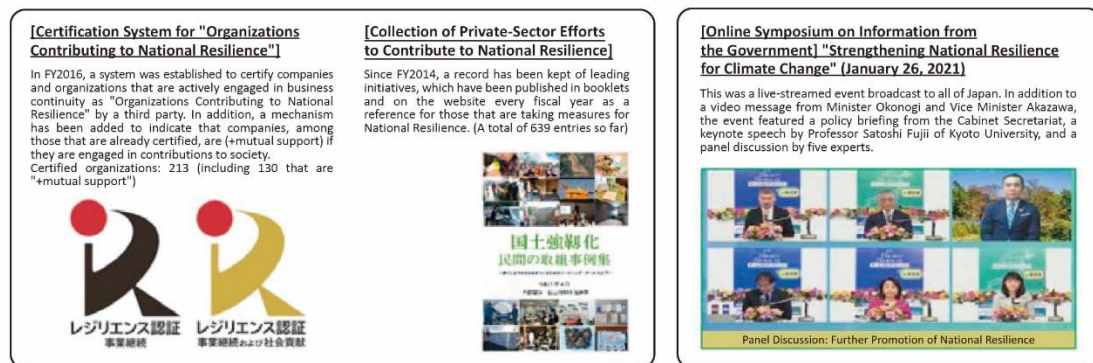 [Certification System for "Organizations
Contributing to National Resilience"]
In FY2016, a system was established to certify companies
and organizations that are actively engaged in business
continuity as "Organizations Contributing to National
Resilience" by a third party. In addition, a mechanism
has been added to indicate that companies, among
those that are already certified, are (+mutual support) if
they are engaged in contributions to society.
Certified organizations: 213 (including 130 that are
"+mutual support")
レジリエンス認証
事業継続
レジリエンス認証
事業継続および社会貢献
[Collection of Private-Sector Efforts
to Contribute to National Resilience]
Since FY2014, a record has been kept of leading
initiatives, which have been published in booklets
and on the website every fiscal year as a
reference for those that are taking measures for
National Resilience. (A total of 639 entries so far)
国土強靱化
民間の取組事例集
[Online Symposium on Information from
the Government] "Strengthening National Resilience
for Climate Change" (January 26, 2021)
This was a live-streamed event broadcast to all of Japan. In addition to
a video message from Minister Okonogi and Vice Minister Akazawa,
the event featured a policy briefing from the Cabinet Secretariat, a
keynote speech by Professor Satoshi Fujii of Kyoto University, and a
panel discussion by five experts.
Panel Discussion: Further Promotion of National Resilience